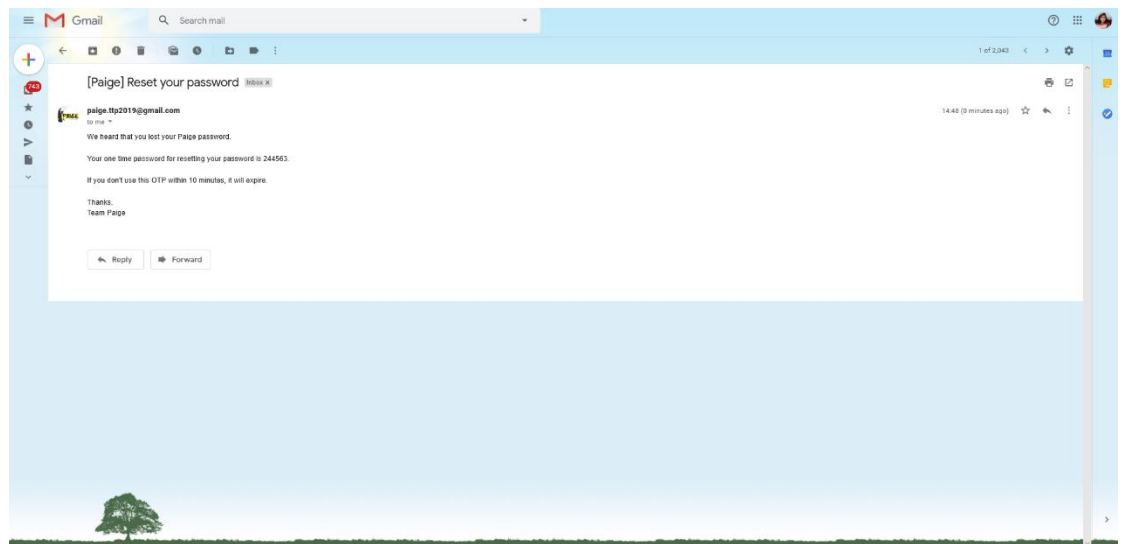 Gmail
Search mail
1 of 2,043
[Paige] Reset your password Inbox x
743
paige.ttp2019@gmail.com
14:48 (0 minutes ago)
to me
We heard that you lost your Paige password.
Your one time password for resetting your password is 244563.
If you don't use this OTP within 10 minutes, it will expire.
Thanks,
Team Paige
Reply
Forward